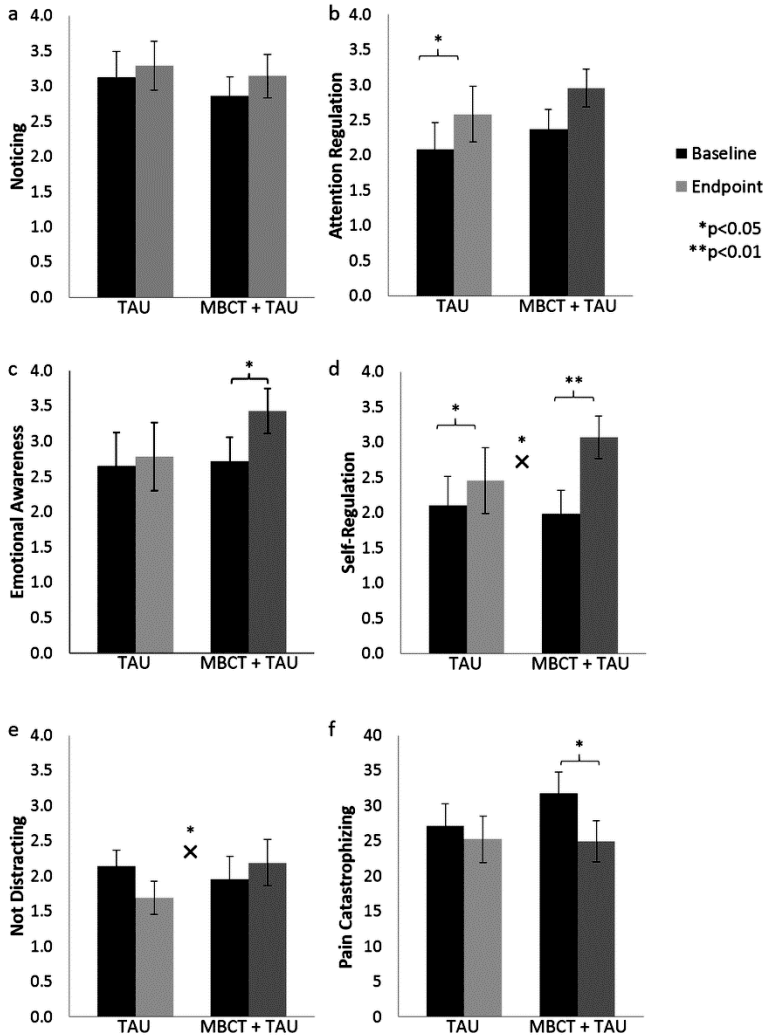 a
4.0
3.5
3.0
2.5
2.0
1.5
1.0
0.5
0.0
Noticing
TAU MBCT + TAU
b
4.0
3.5
3.0
2.5
2.0
1.5
1.0
0.5
0.0
Attention Regulation
*
TAU MBCT + TAU
Baseline
Endpoint
*p<0.05
**p<0.01
c
4.0
3.5
3.0
2.5
2.0
1.5
1.0
0.5
0.0
Emotional Awareness
*
TAU MBCT + TAU
d
4.0
3.5
3.0
2.5
2.0
1.5
1.0
0.5
0.0
Self-Regulation
*
*
×
**
TAU MBCT + TAU
e
4.0
3.5
3.0
2.5
2.0
1.5
1.0
0.5
0.0
Not Distracting
*
×
TAU MBCT + TAU
f
40
35
30
25
20
15
10
5
0
Pain Catastrophizing
*
TAU MBCT + TAU